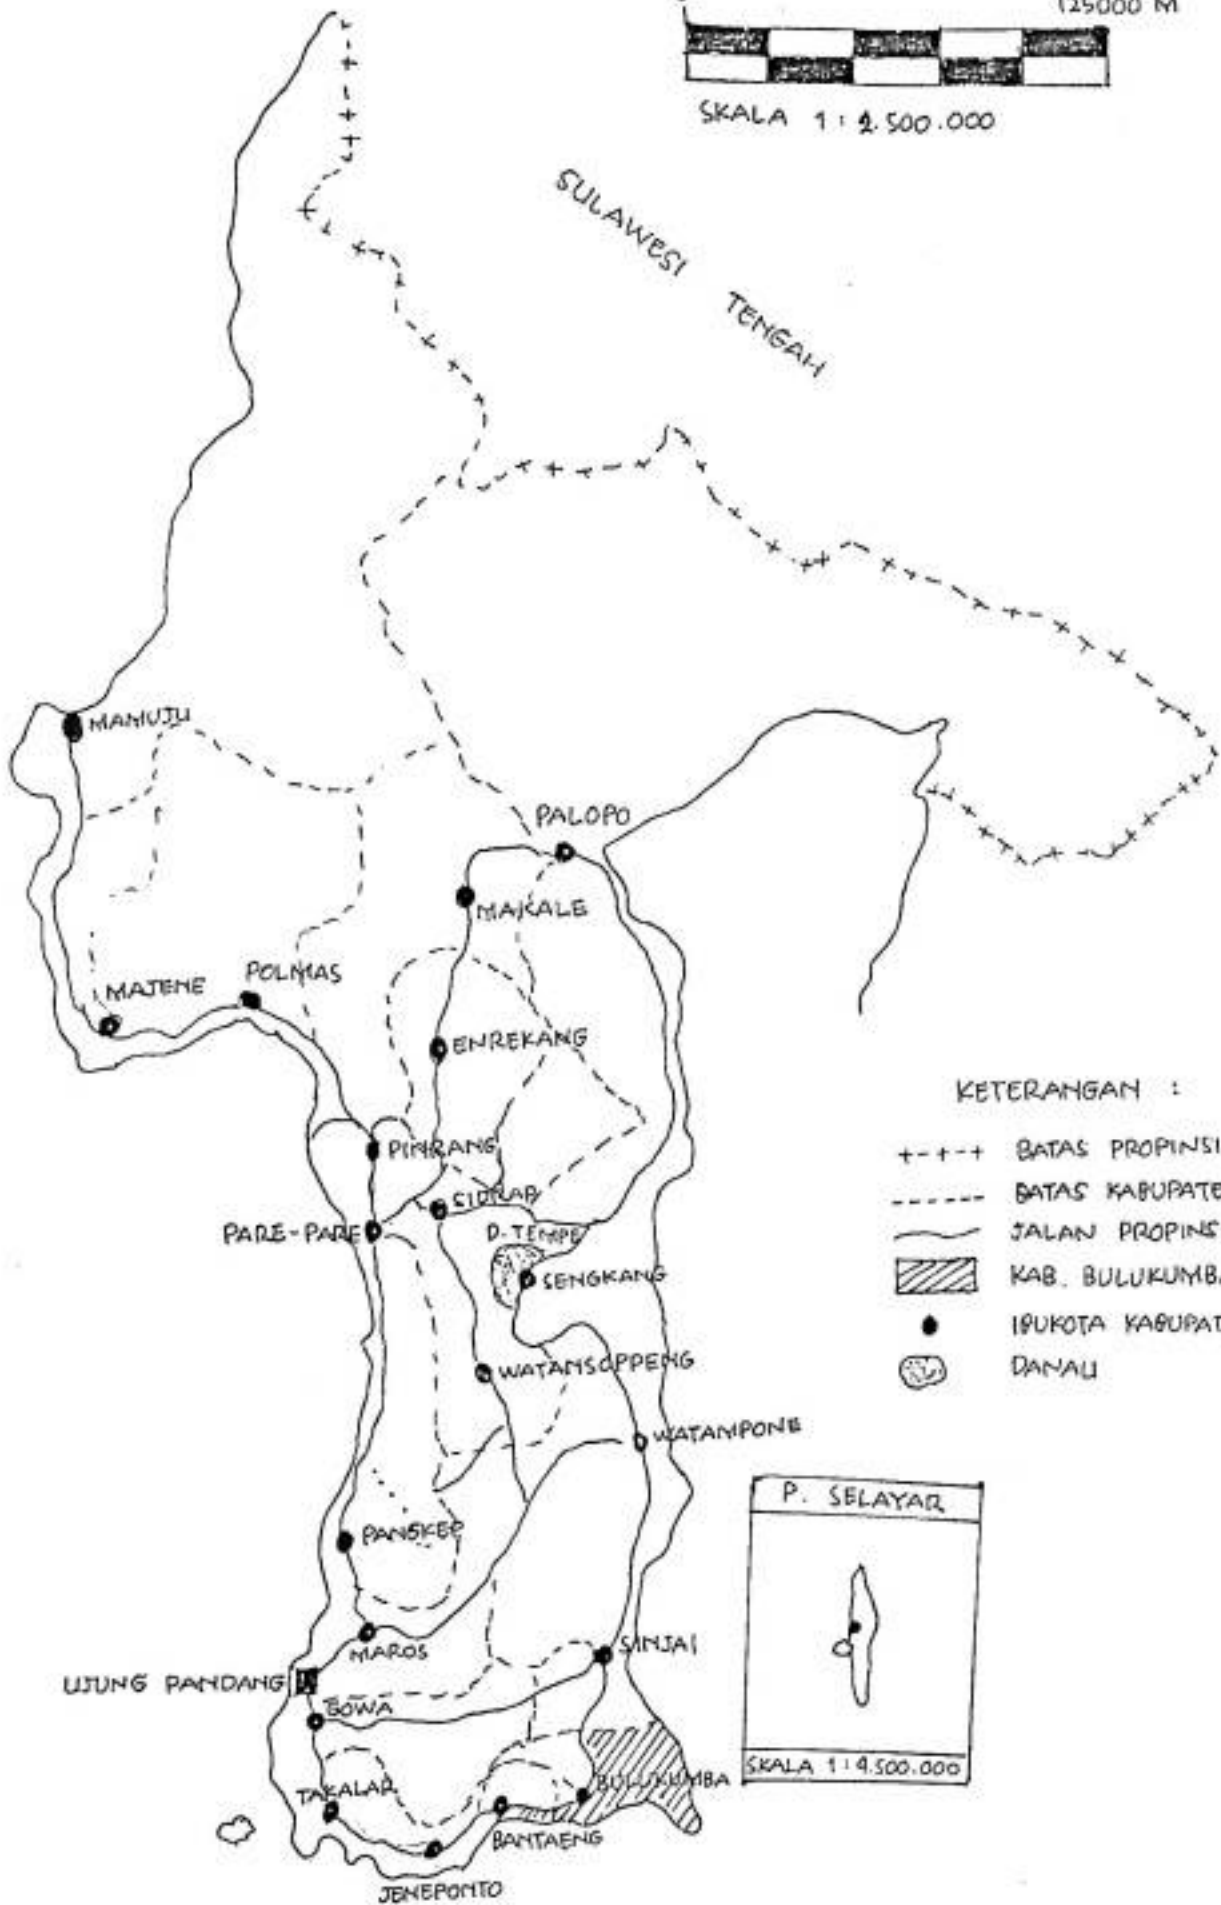 125000 M
SKALA 1 : 2.500.000
SULAWESI
TENGAH
MAMUJU
PALOPO
MAKALE
MAJENE
POLMAS
ENREKANG
KETERANGAN :
BATAS PROPINSI
BATAS KABUPATE
JALAN PROPINS
KAB. BULUKUMBA
IBUKOTA KABUPAT
DANAU
PINRANG
SIDRAP
PARE-PARE
D. TEMPE
SENGKANG
WATANSOPPENG
WATAMPONE
P. SELAYAR
SKALA 1 : 4.500.000
PANGKEP
MAROS
SINJAI
UJUNG PANDANG
GOWA
TAKALAR
BULUKUMBA
BANTAENG
JENEPONTO